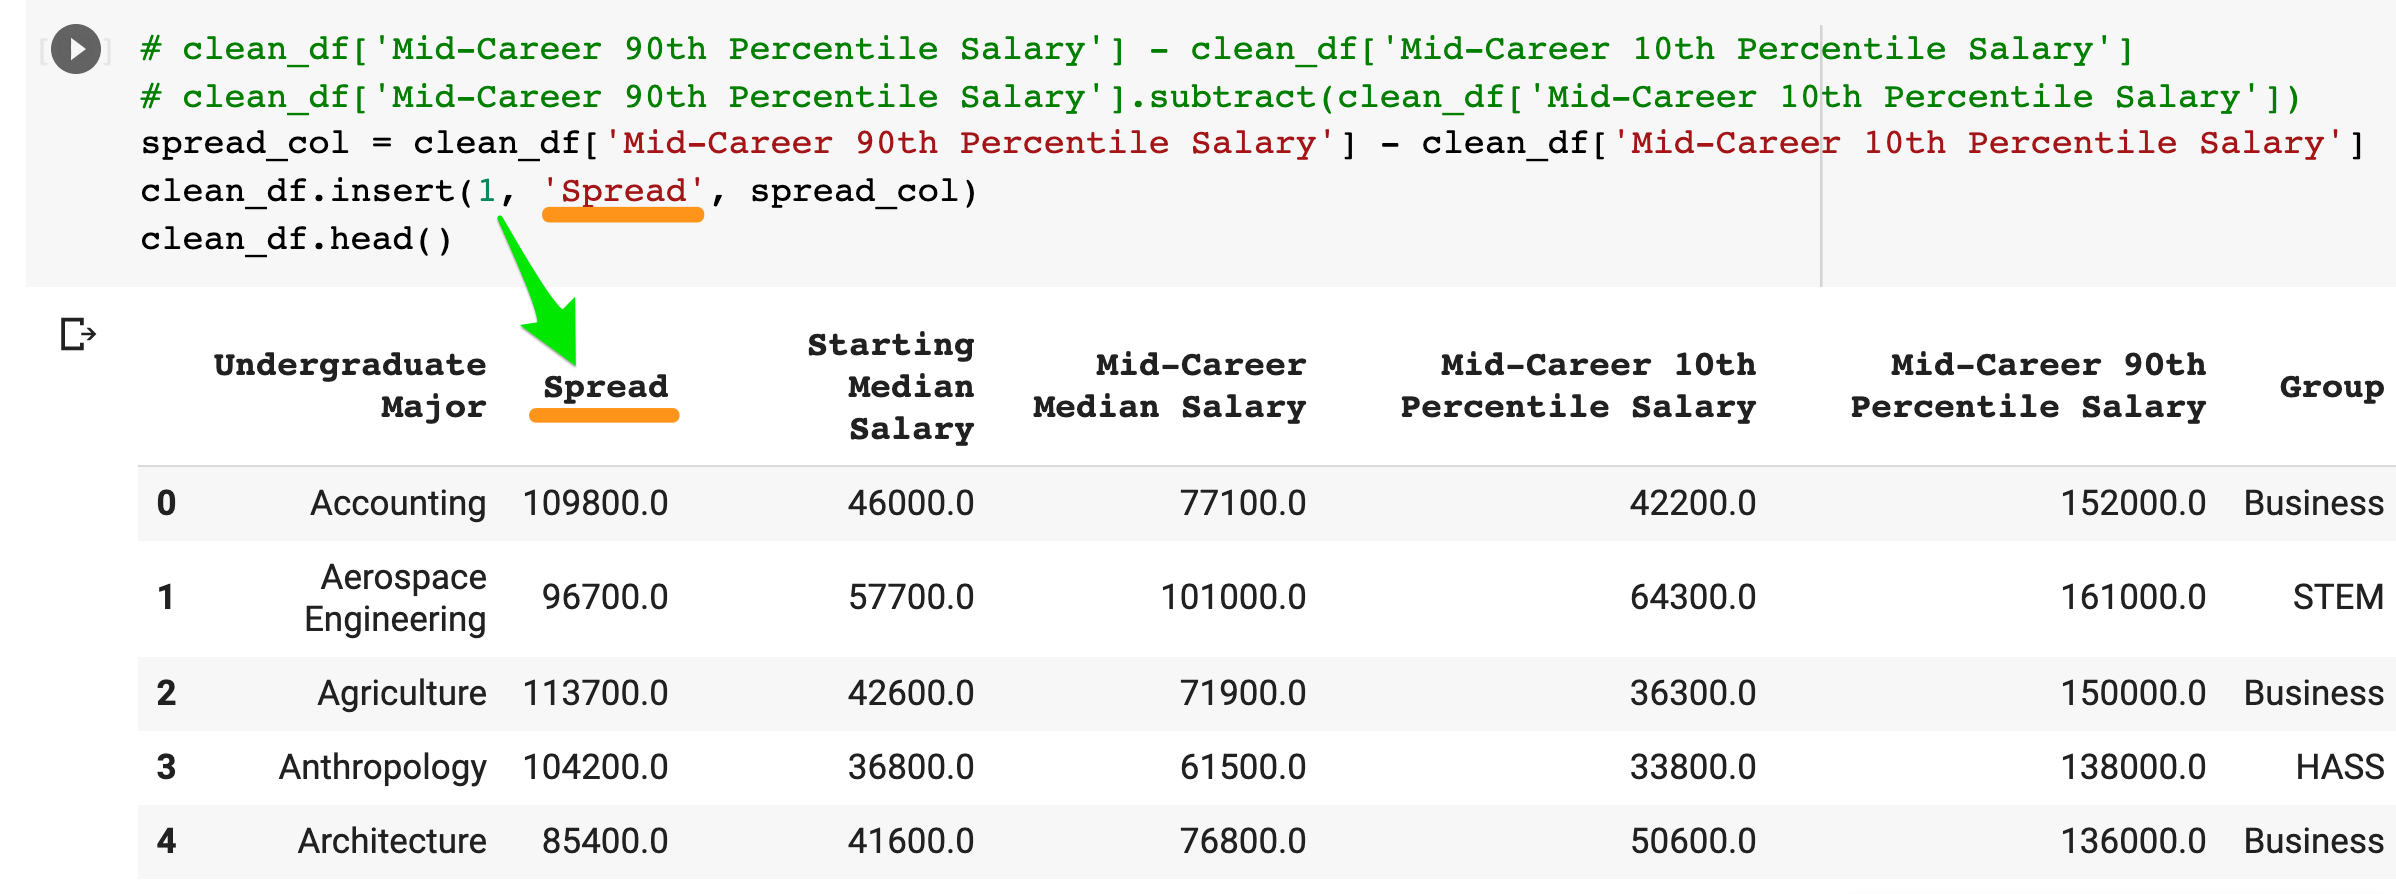 # clean_df['Mid-Career 90th Percentile Salary'] - clean_df['Mid-Career 10th Percentile Salary']
# clean_df['Mid-Career 90th Percentile Salary'].subtract(clean_df['Mid-Career 10th Percentile Salary'])
spread_col = clean_df['Mid-Career 90th Percentile Salary'] - clean_df['Mid-Career 10th Percentile Salary']
clean_df.insert(1, 'Spread', spread_col)
clean_df.head()
Undergraduate Major Spread Starting Median Salary Mid-Career Median Salary Mid-Career 10th Percentile Salary Mid-Career 90th Percentile Salary Group
0 Accounting 109800.0 46000.0 77100.0 42200.0 152000.0 Business
1 Aerospace Engineering 96700.0 57700.0 101000.0 64300.0 161000.0 STEM
2 Agriculture 113700.0 42600.0 71900.0 36300.0 150000.0 Business
3 Anthropology 104200.0 36800.0 61500.0 33800.0 138000.0 HASS
4 Architecture 85400.0 41600.0 76800.0 50600.0 136000.0 Business